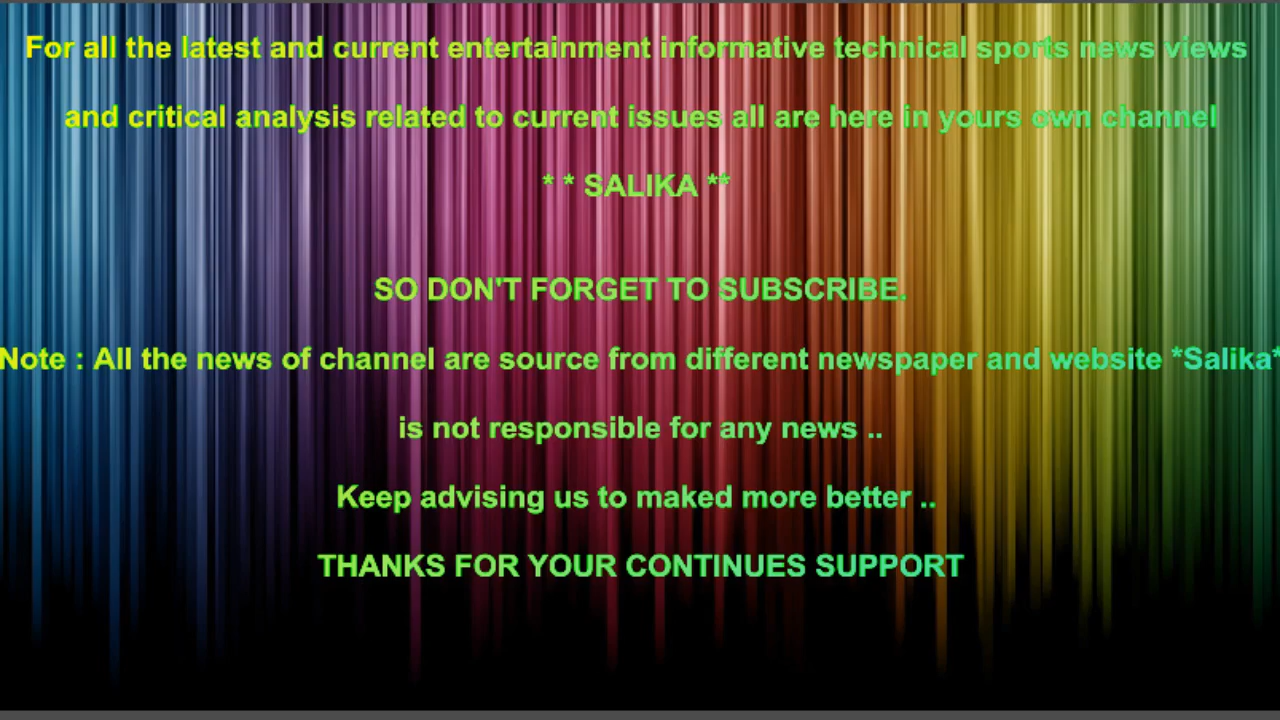 For all the latest and current entertainment informative technical sports news views
and critical analysis related to current issues all are here in yours own channel
* * SALIKA **
SO DON'T FORGET TO SUBSCRIBE.
Note : All the news of channel are source from different newspaper and website *Salika*
is not responsible for any news ..
Keep advising us to maked more better ..
THANKS FOR YOUR CONTINUES SUPPORT